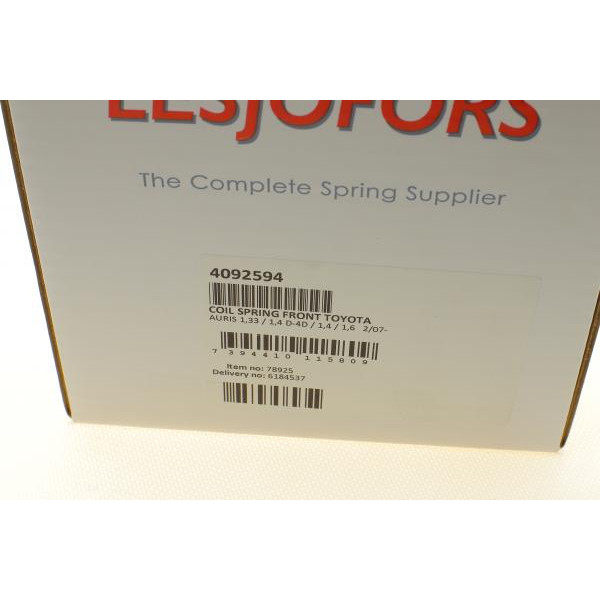 LESJOFORS
The Complete Spring Supplier
4092594
COIL SPRING FRONT TOYOTA
AURIS 1,33 / 1,4 D-4D / 1,4 / 1,6 2/07-
7 394410 115809
Item no: 78925
Delivery no: 6184537